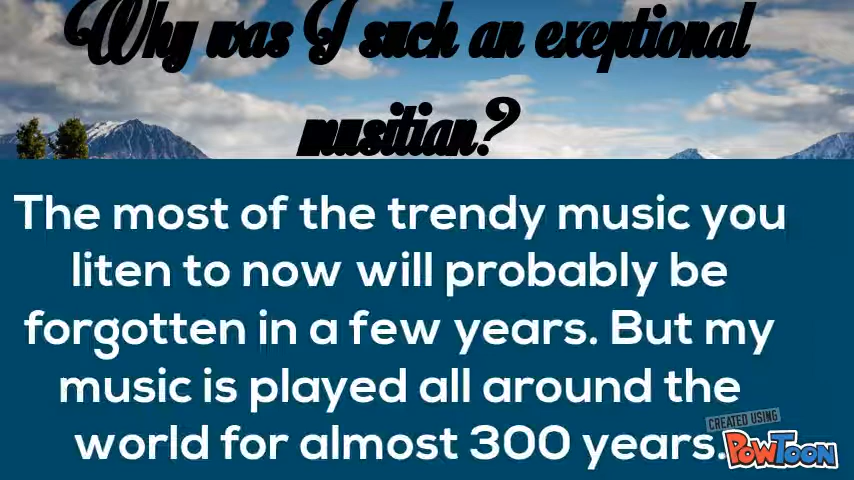 Why was I such an exeptional
musitian?
The most of the trendy music you
liten to now will probably be
forgotten in a few years. But my
music is played all around the
world for almost 300 years.
CREATED USING
POWTOON